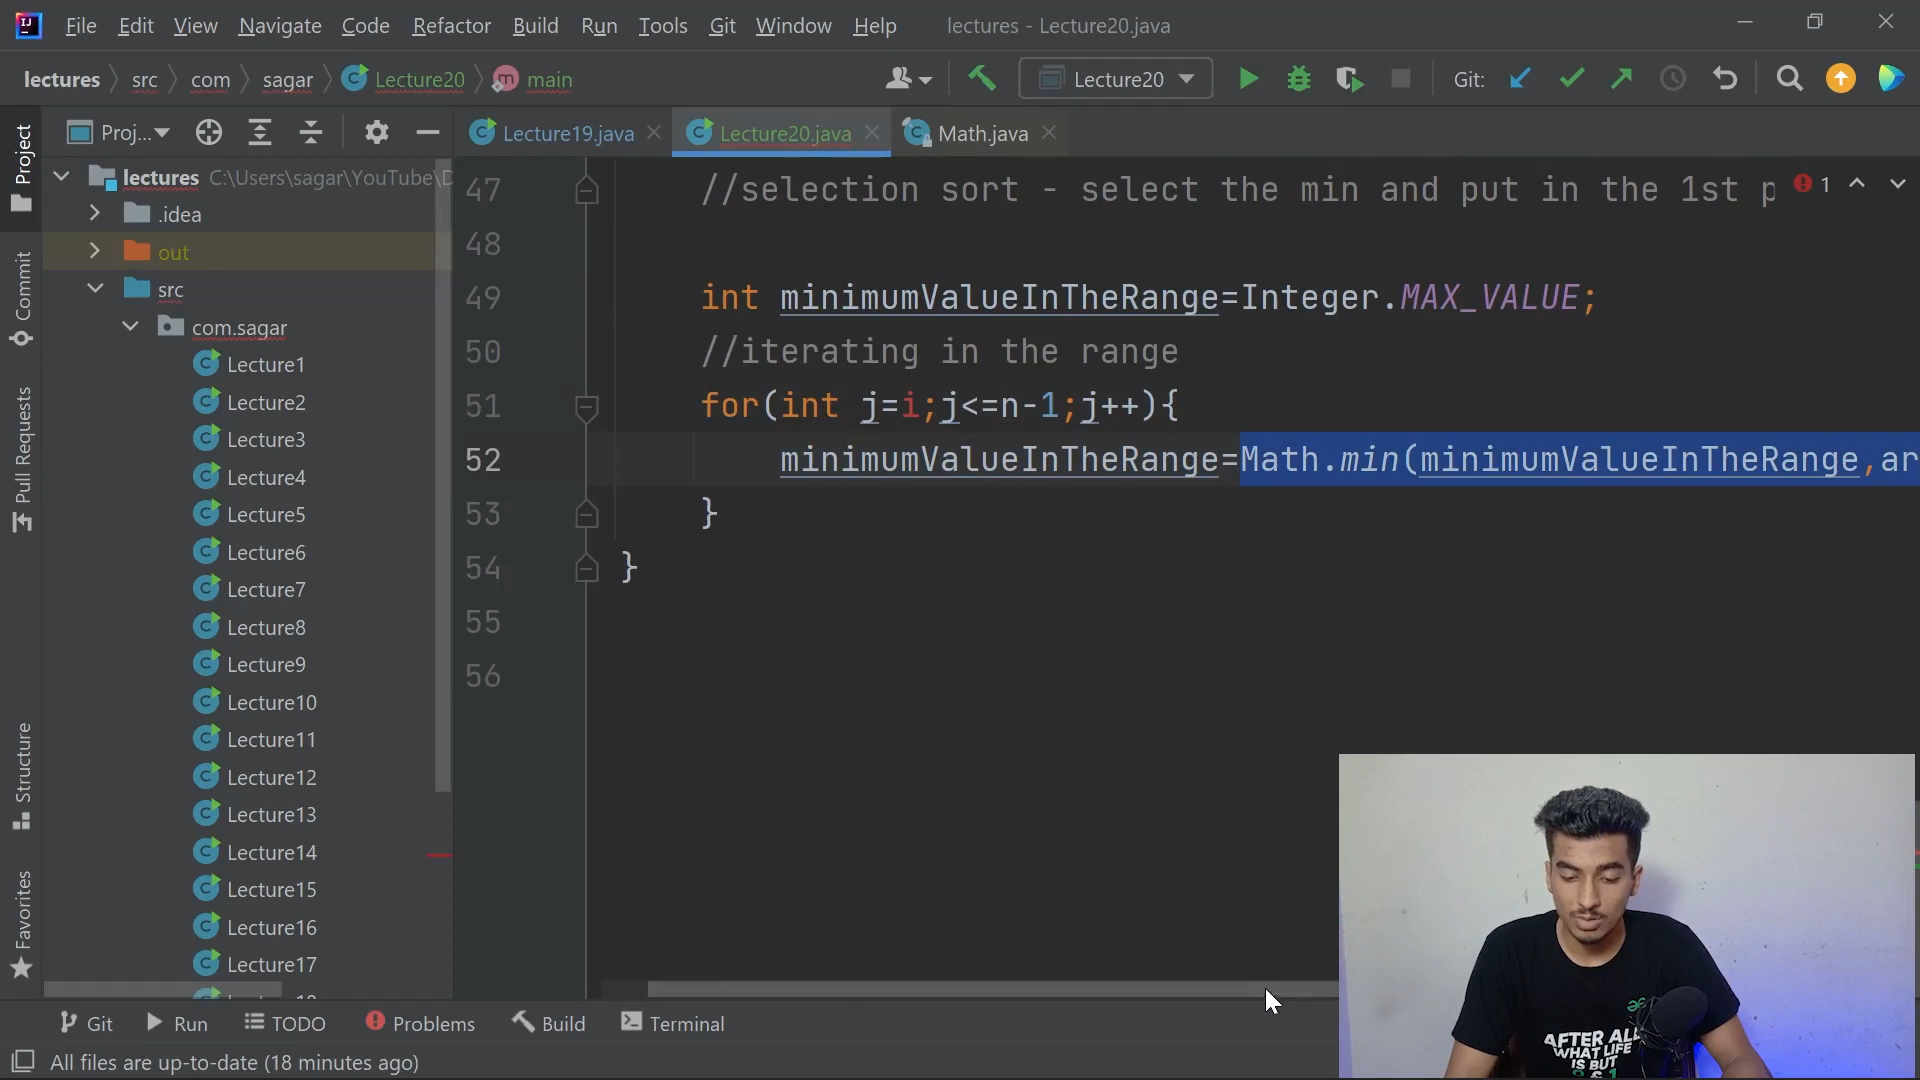 File Edit View Navigate Code Refactor Build Run Tools Git Window Help lectures - Lecture20.java
lectures src com sagar Lecture20 main Lecture20 Git:
Project
Proj...
Lecture19.java Lecture20.java Math.java
lectures C:\Users\sagar\YouTube\D
.idea
out
src
com.sagar
Lecture1
Lecture2
Lecture3
Lecture4
Lecture5
Lecture6
Lecture7
Lecture8
Lecture9
Lecture10
Lecture11
Lecture12
Lecture13
Lecture14
Lecture15
Lecture16
Lecture17
Commit
Pull Requests
Structure
Favorites
47 //selection sort - select the min and put in the 1st p 1
48
49 int minimumValueInTheRange=Integer.MAX_VALUE;
50 //iterating in the range
51 for(int j=i;j<=n-1;j++){
52 minimumValueInTheRange=Math.min(minimumValueInTheRange,ar
53 }
54 }
55
56
AFTER ALL
WHAT LIFE
IS BUT
Git Run TODO Problems Build Terminal
All files are up-to-date (18 minutes ago)